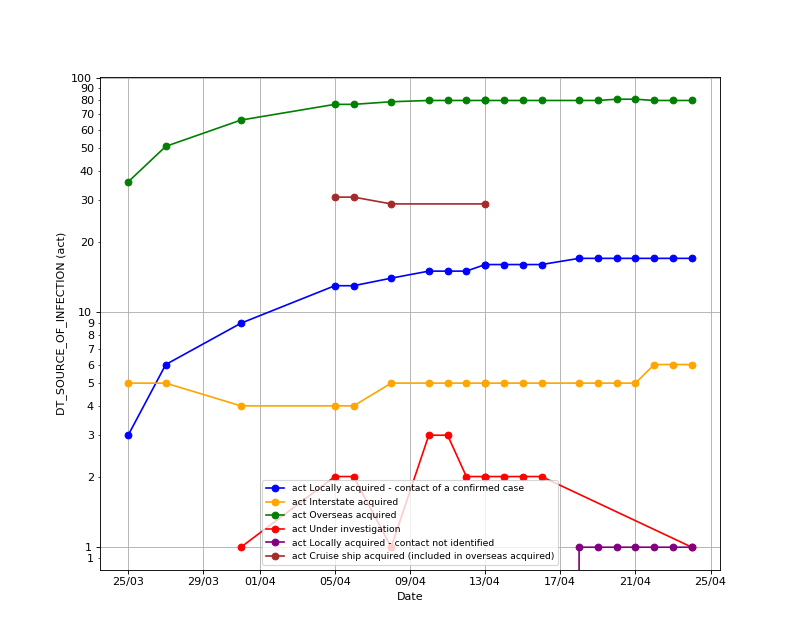 100
90
80
70
60
50
40
30
20
10
9
8
7
6
5
4
3
2
1
1
DT_SOURCE_OF_INFECTION (act)
act Locally acquired - contact of a confirmed case
act Interstate acquired
act Overseas acquired
act Under investigation
act Locally acquired - contact not identified
act Cruise ship acquired (included in overseas acquired)
25/03 29/03 01/04 05/04 09/04 13/04 17/04 21/04 25/04
Date